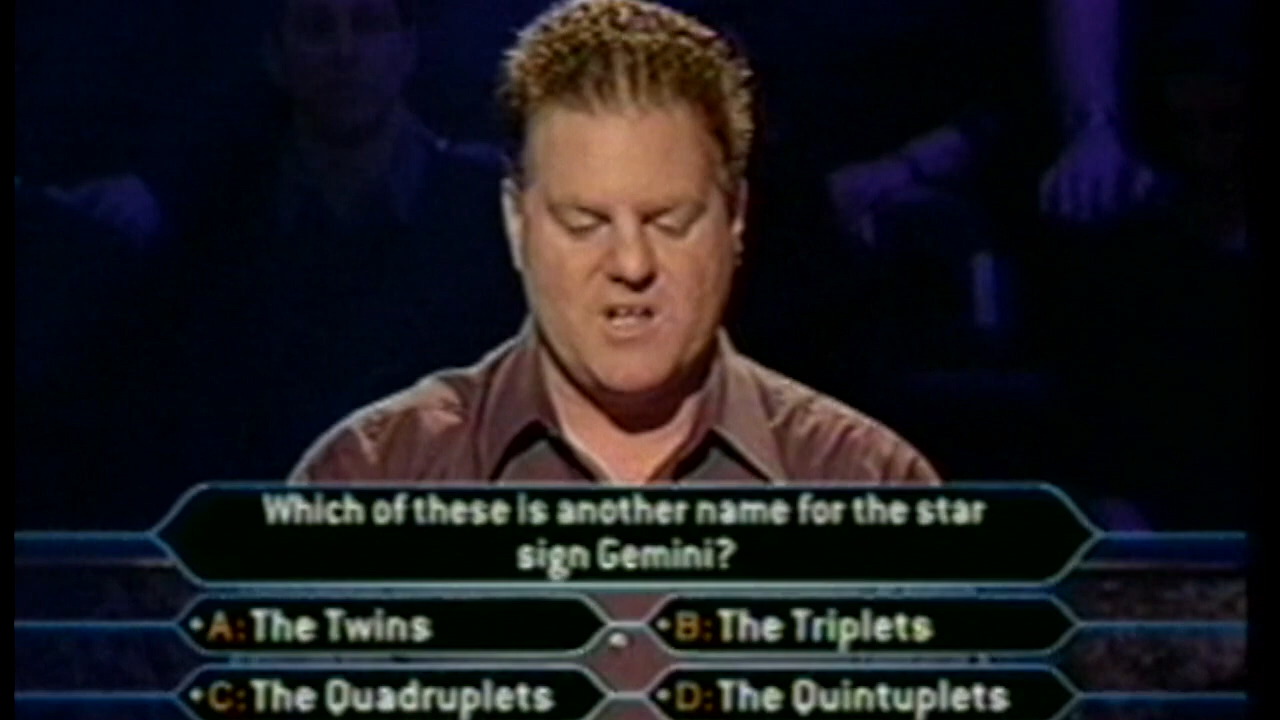 Which of these is another name for the star
sign Gemini?
A: The Twins
B: The Triplets
C: The Quadruplets
D: The Quintuplets